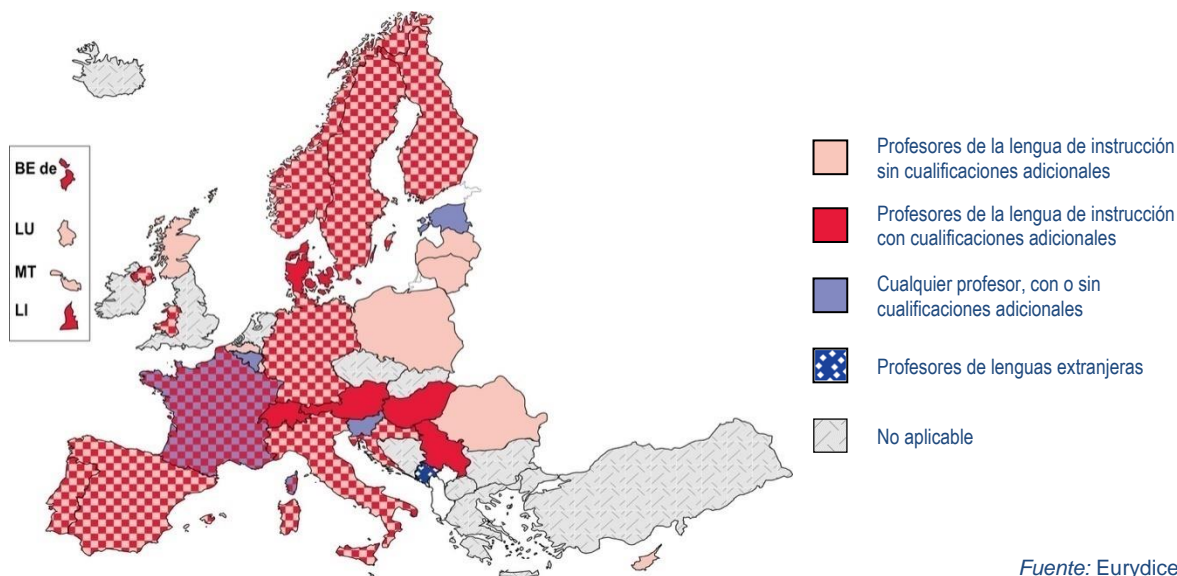 BE de
LU
MT
LI
Profesores de la lengua de instrucción
sin cualificaciones adicionales
Profesores de la lengua de instrucción
con cualificaciones adicionales
Cualquier profesor, con o sin
cualificaciones adicionales
Profesores de lenguas extranjeras
No aplicable
Fuente: Eurydice